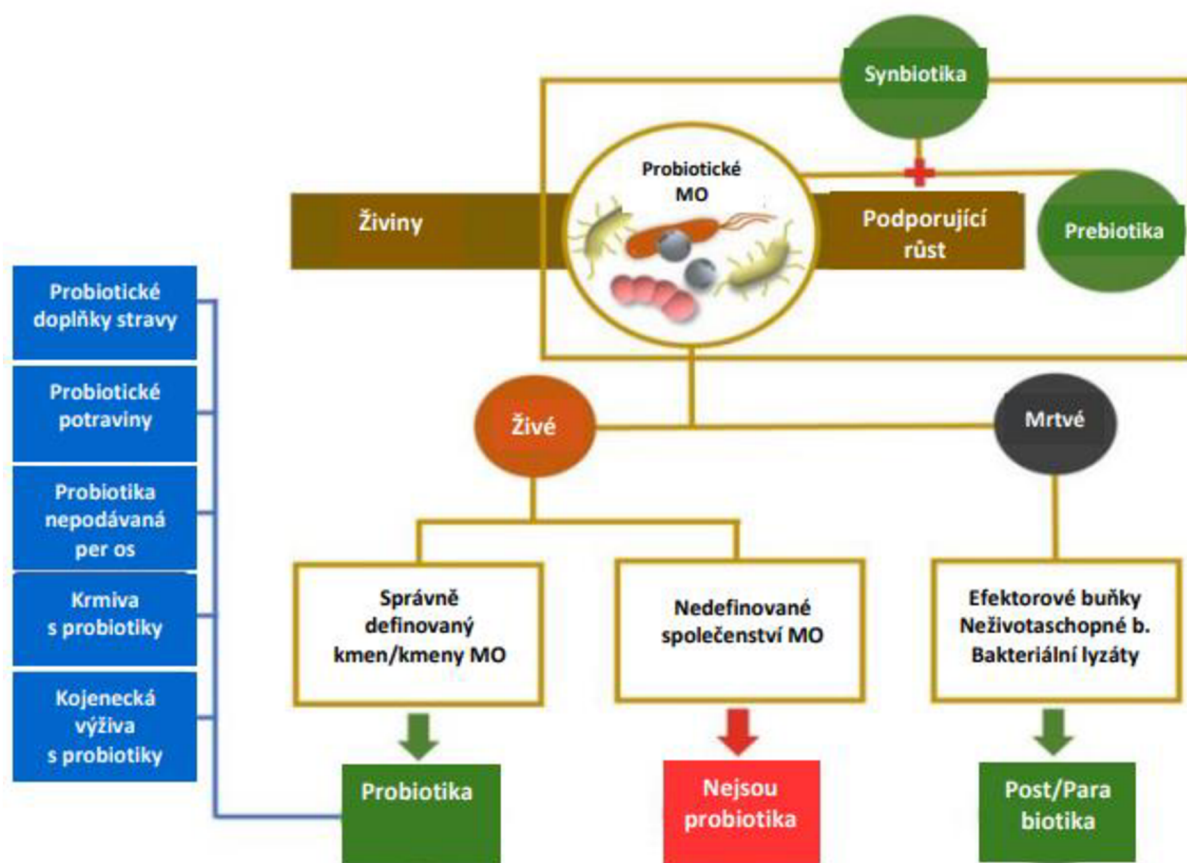 Synbiotika
Probiotické
MO
Živiny
Podporující
růst
Prebiotika
Probiotické
doplňky stravy
Probiotické
potraviny
Probiotika
nepodávaná
per os
Krmiva
s probiotiky
Kojenecká
výživa
s probiotiky
Živé
Mrtvé
Správně
definovaný
kmen/kmeny MO
Nedefinované
společenství MO
Efektorové buňky
Neživotaschopné b.
Bakteriální lyzáty
Probiotika
Nejsou
probiotika
Post/Para
biotika